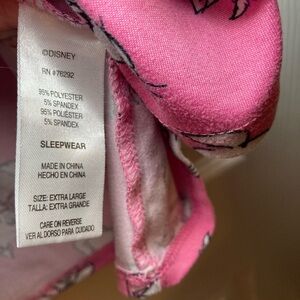 ©DISNEY
RN #76292
95% POLYESTER
5% SPANDEX
95% POLIÉSTER
5% SPANDEX
SLEEPWEAR
MADE IN CHINA
HECHO EN CHINA
SIZE: EXTRA LARGE
TALLA: EXTRA GRANDE
CARE ON REVERSE
VER AL DORSO PARA CUIDADO